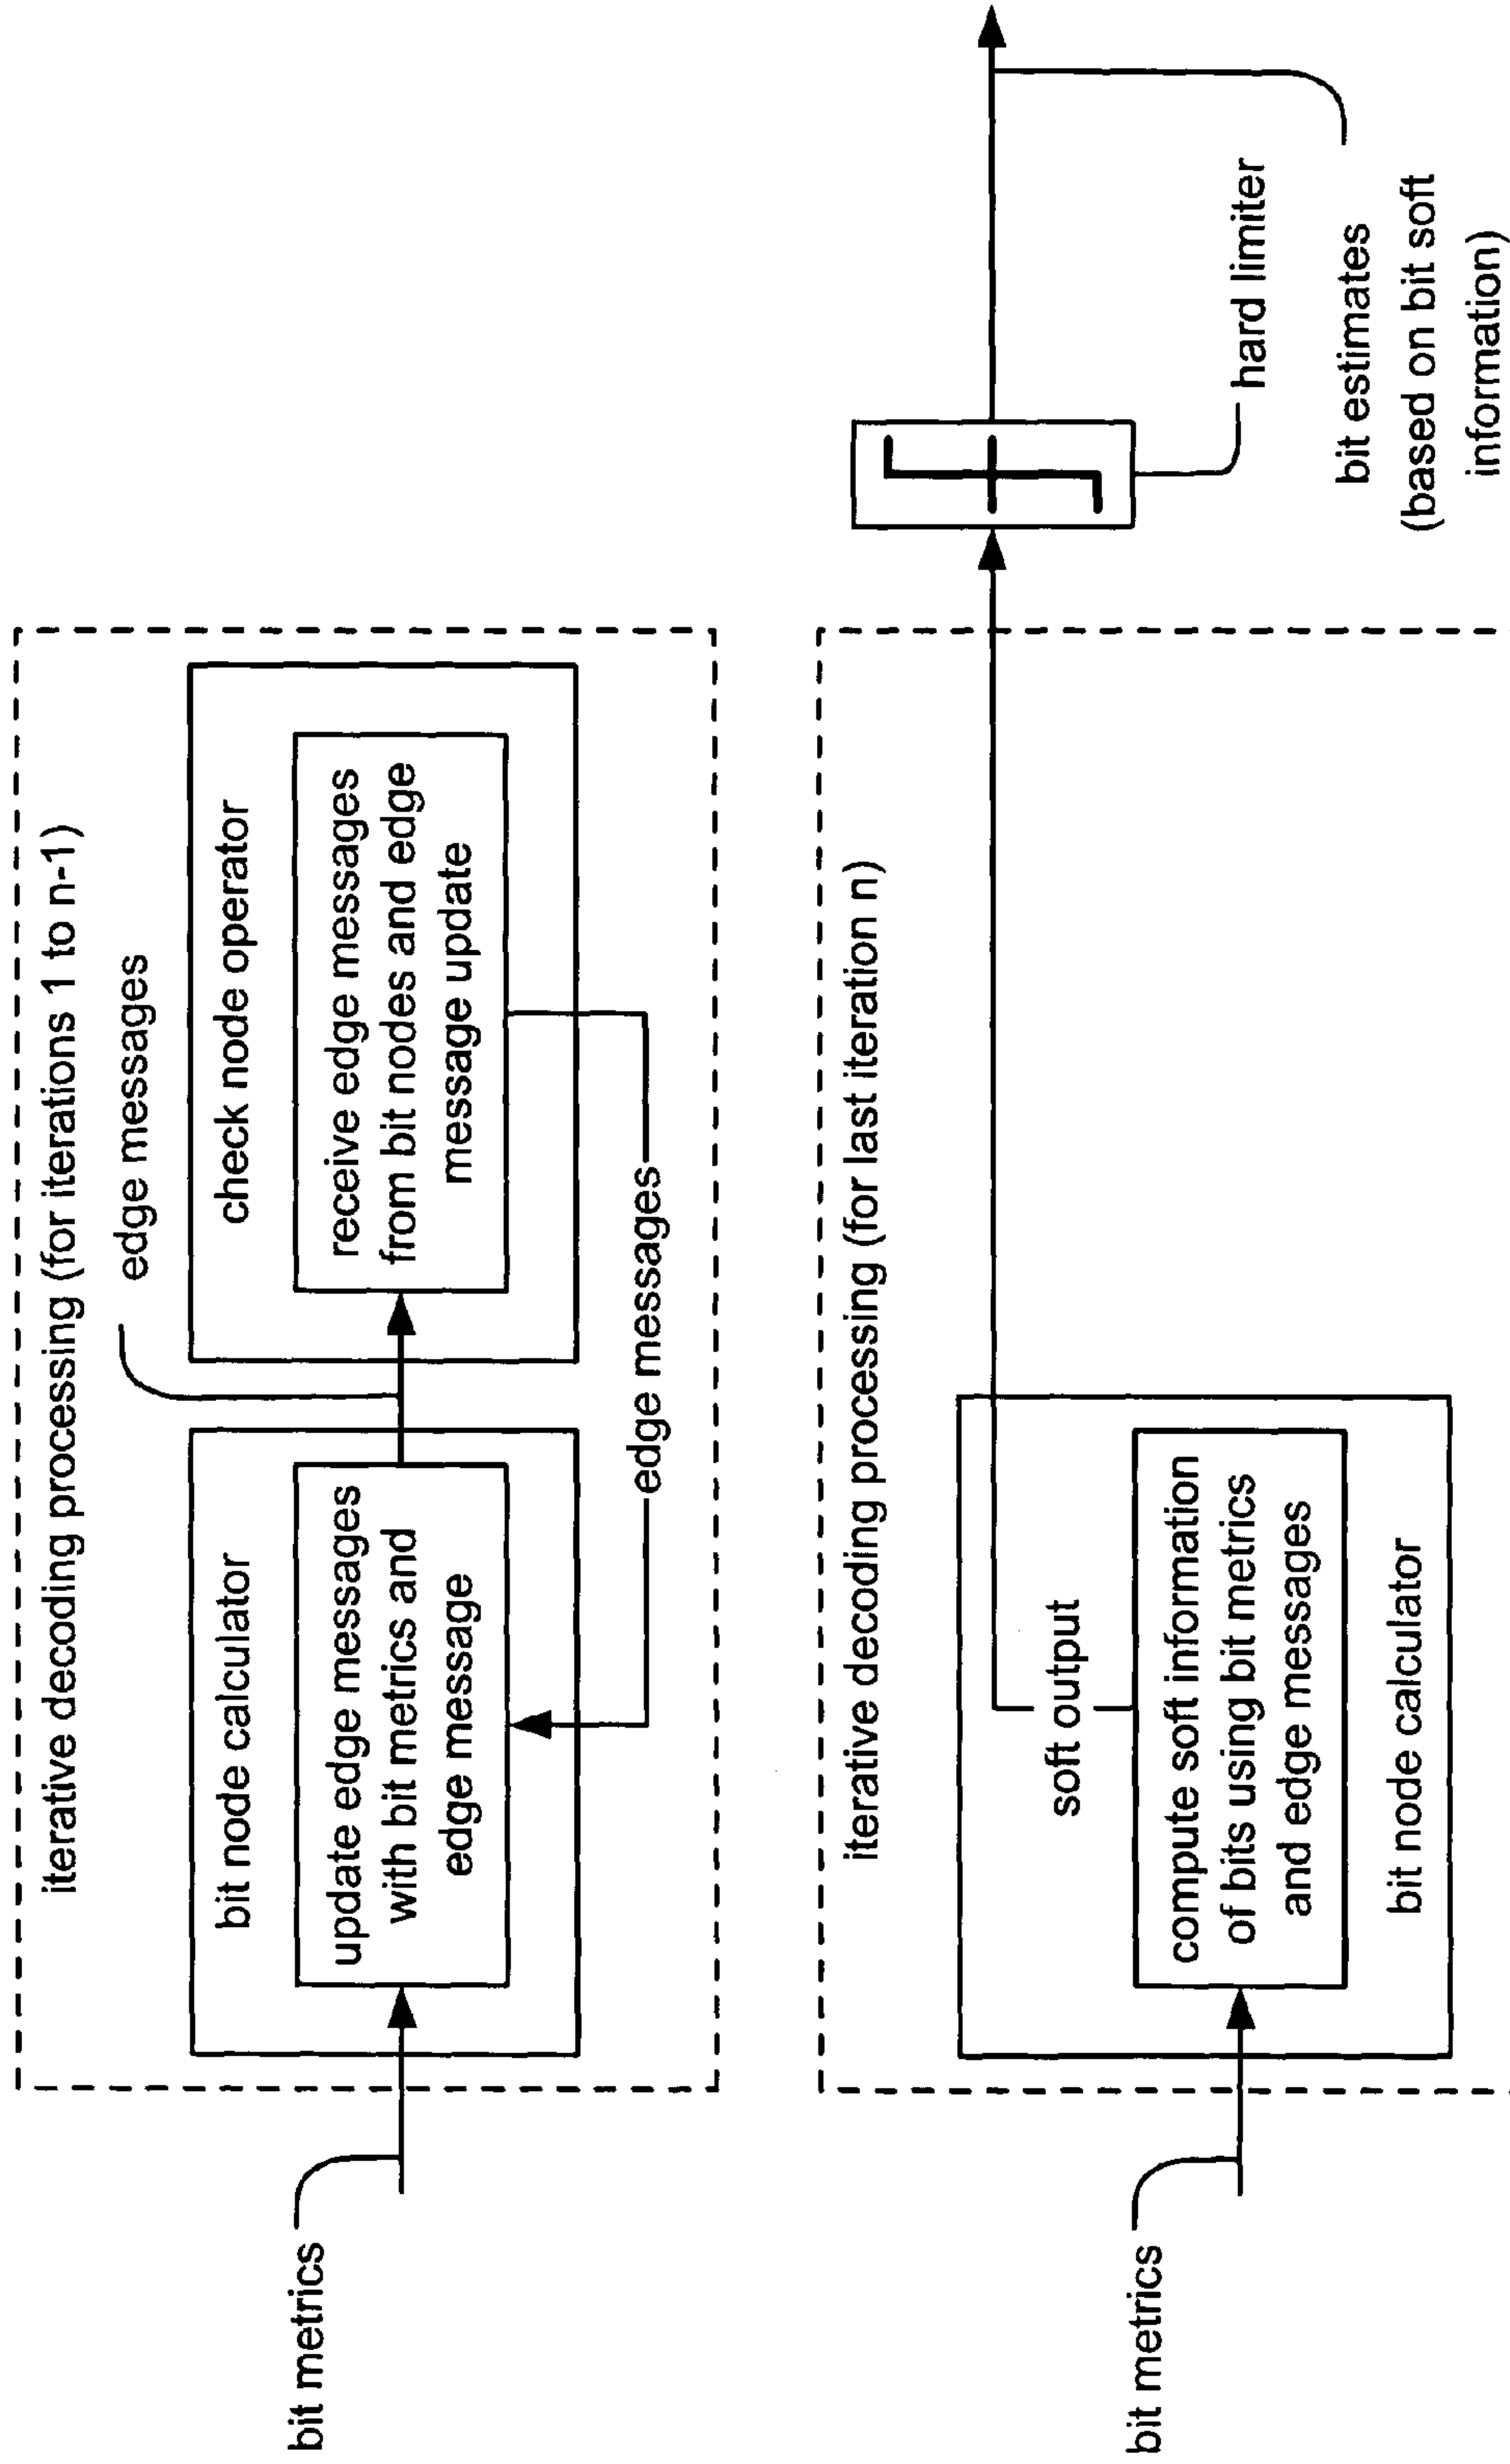 iterative decoding processing (for iterations 1 to n-1)
edge messages
bit metrics
bit node calculator
update edge messages
with bit metrics and
edge message
check node operator
receive edge messages
from bit nodes and edge
message update
edge messages
iterative decoding processing (for last iteration n)
bit metrics
soft output
compute soft information
of bits using bit metrics
and edge messages
bit node calculator
hard limiter
bit estimates
(based on bit soft
information)